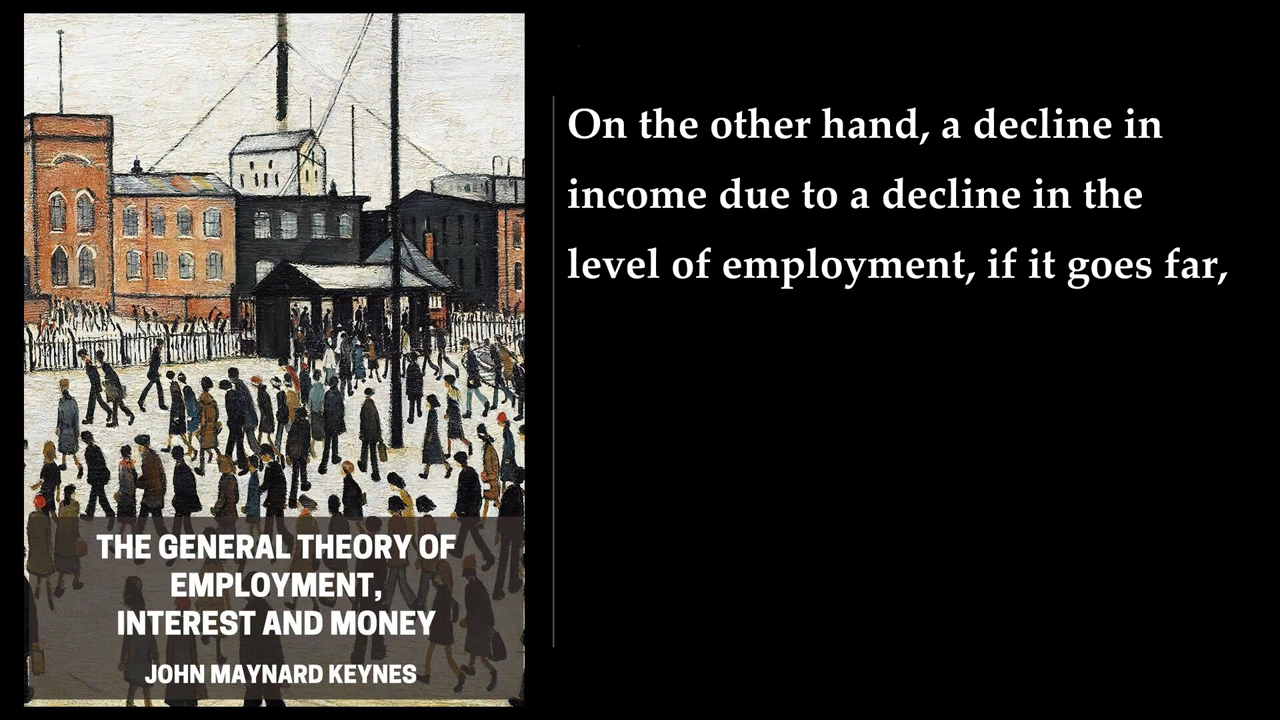 THE GENERAL THEORY OF
EMPLOYMENT,
INTEREST AND MONEY
JOHN MAYNARD KEYNES
On the other hand, a decline in
income due to a decline in the
level of employment, if it goes far,